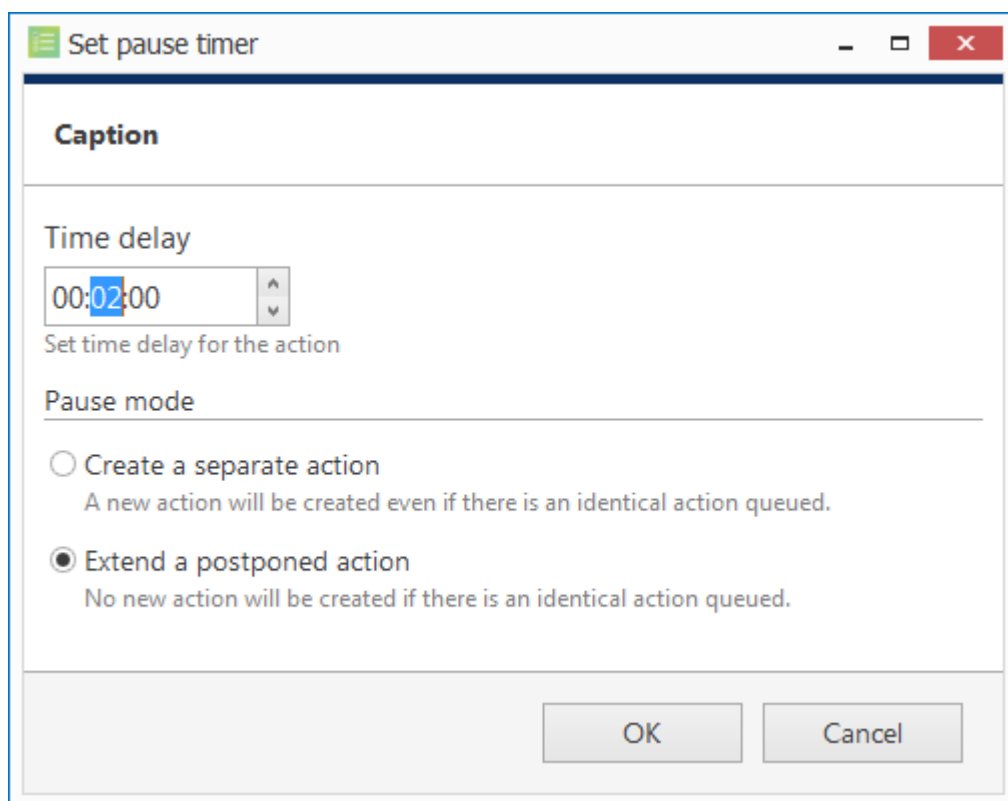 Set pause timer
Caption
Time delay
00:02:00
Set time delay for the action
Pause mode
Create a separate action
A new action will be created even if there is an identical action queued.
Extend a postponed action
No new action will be created if there is an identical action queued.
OK
Cancel